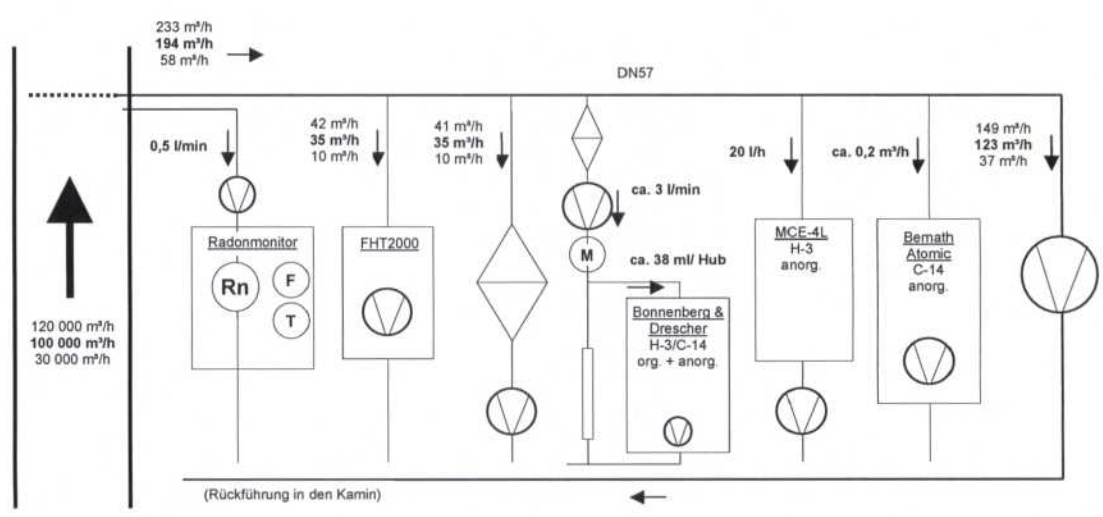 233 m³/h
194 m³/h
58 m³/h
DN57
0,5 l/min
42 m³/h
35 m³/h
10 m³/h
41 m³/h
35 m³/h
10 m³/h
ca. 3 l/min
20 l/h
ca. 0,2 m³/h
149 m³/h
123 m³/h
37 m³/h
Radonmonitor
Rn
F
T
FHT2000
M
ca. 38 ml/ Hub
Bonnenberg &
Drescher
H-3/C-14
org. + anorg.
MCE-4L
H-3
anorg.
Bernath
Atomic
C-14
anorg.
120 000 m³/h
100 000 m³/h
30 000 m³/h
(Rückführung in den Kamin)